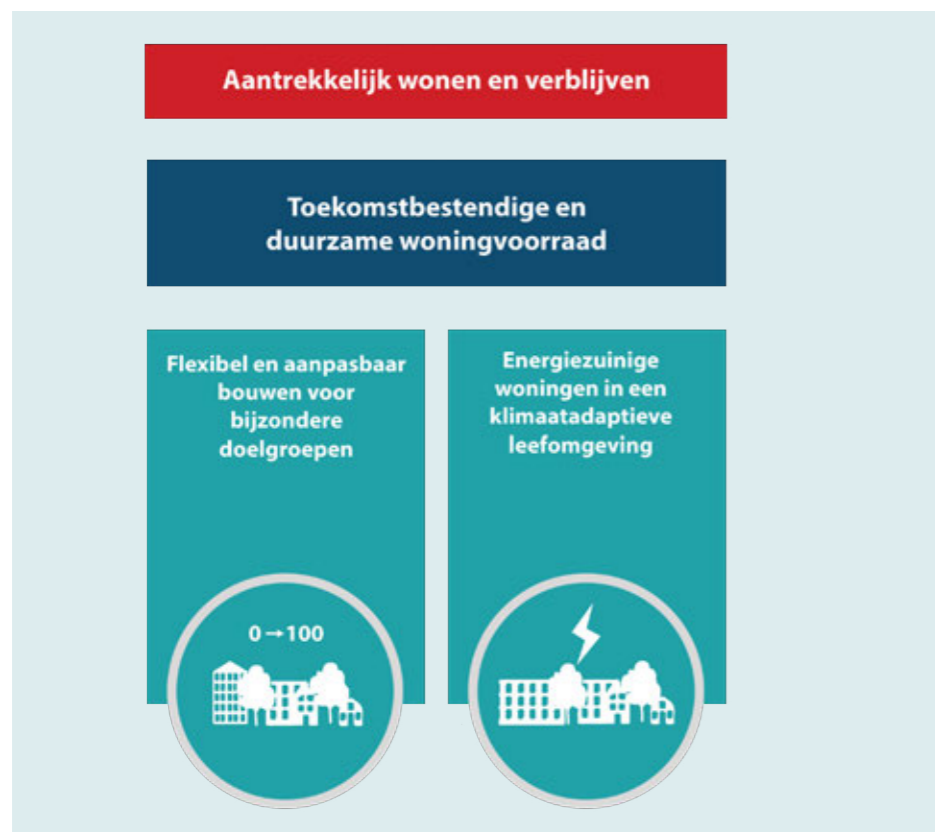 Aantrekkelijk wonen en verblijven
Toekomstbestendige en
duurzame woningvoorraad
Flexibel en aanpasbaar
bouwen voor
bijzondere
doelgroepen
Energiezuinige
woningen in een
klimaatadaptieve
leefomgeving
0→100